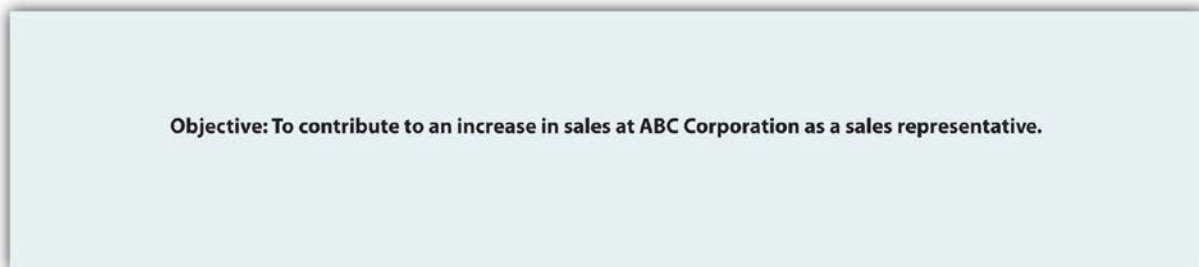 Objective: To contribute to an increase in sales at ABC Corporation as a sales representative.